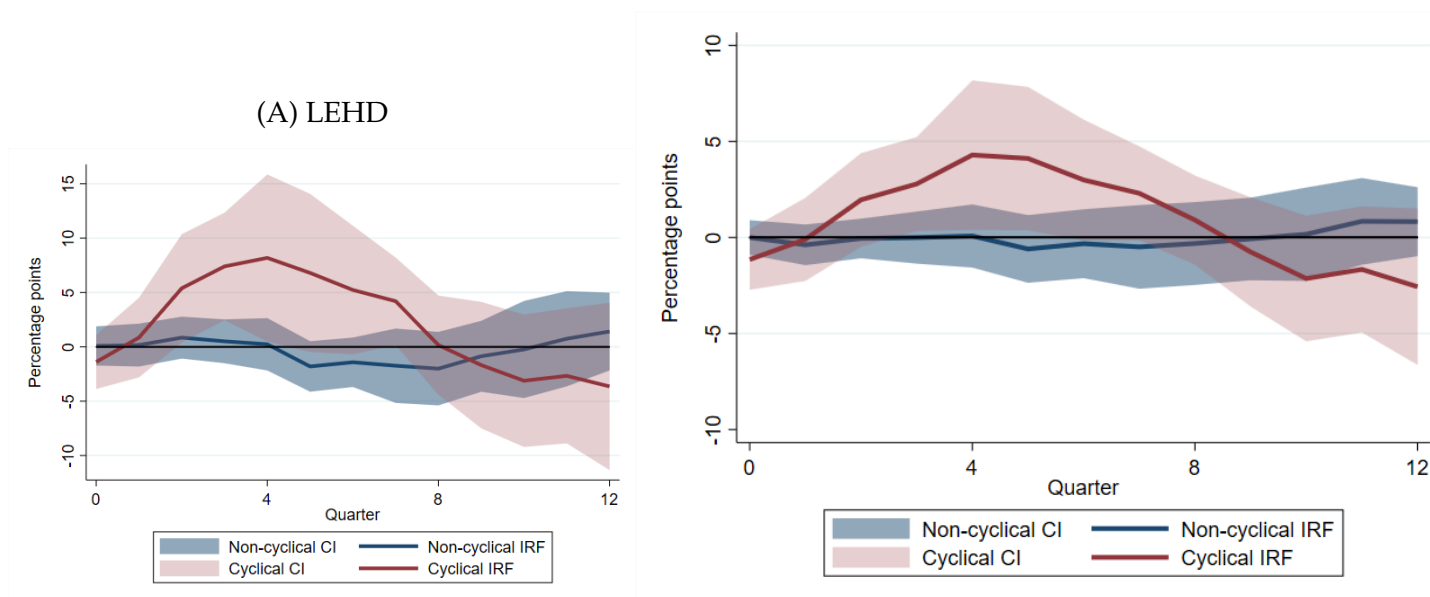 (A) LEHD
Percentage points
15
10
5
0
-5
-10
0 4 8 12
Quarter
Non-cyclical CI Non-cyclical IRF
Cyclical CI Cyclical IRF
Percentage points
10
5
0
-5
-10
0 4 8 12
Quarter
Non-cyclical CI Non-cyclical IRF
Cyclical CI Cyclical IRF